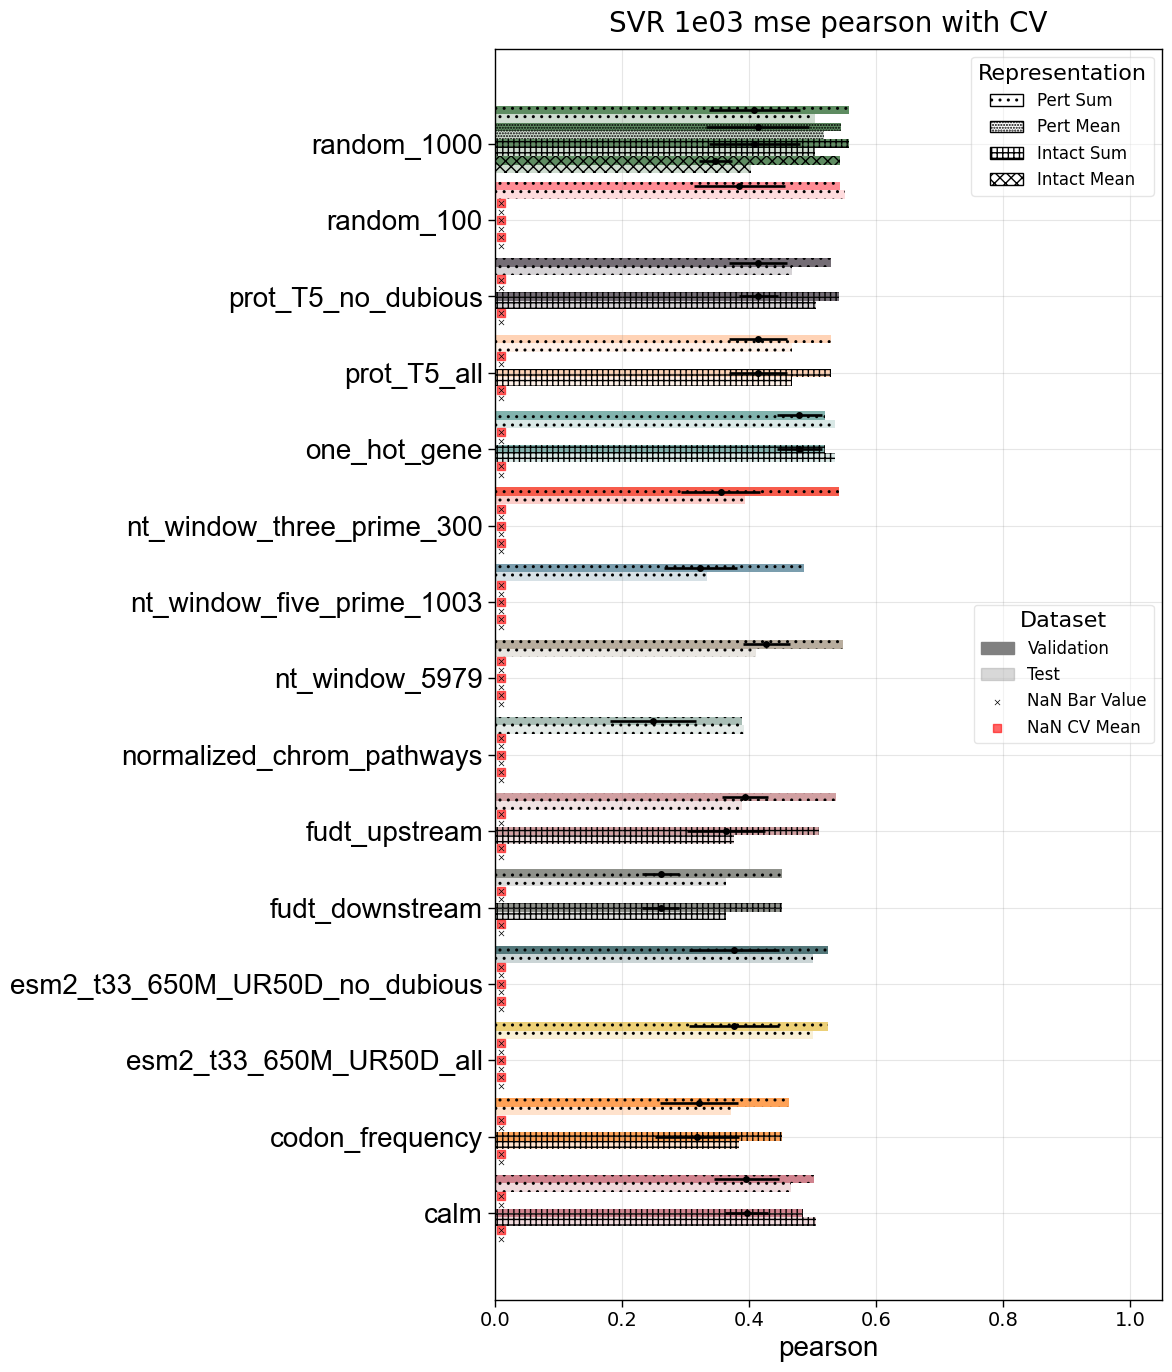 SVR 1e03 mse pearson with CV
Representation
Pert Sum
Pert Mean
Intact Sum
Intact Mean
random_1000
random_100
prot_T5_no_dubious
prot_T5_all
one_hot_gene
nt_window_three_prime_300
nt_window_five_prime_1003
nt_window_5979
normalized_chrom_pathways
fudt_upstream
fudt_downstream
esm2_t33_650M_UR50D_no_dubious
esm2_t33_650M_UR50D_all
codon_frequency
calm
Dataset
Validation
Test
NaN Bar Value
NaN CV Mean
0.0 0.2 0.4 0.6 0.8 1.0
pearson